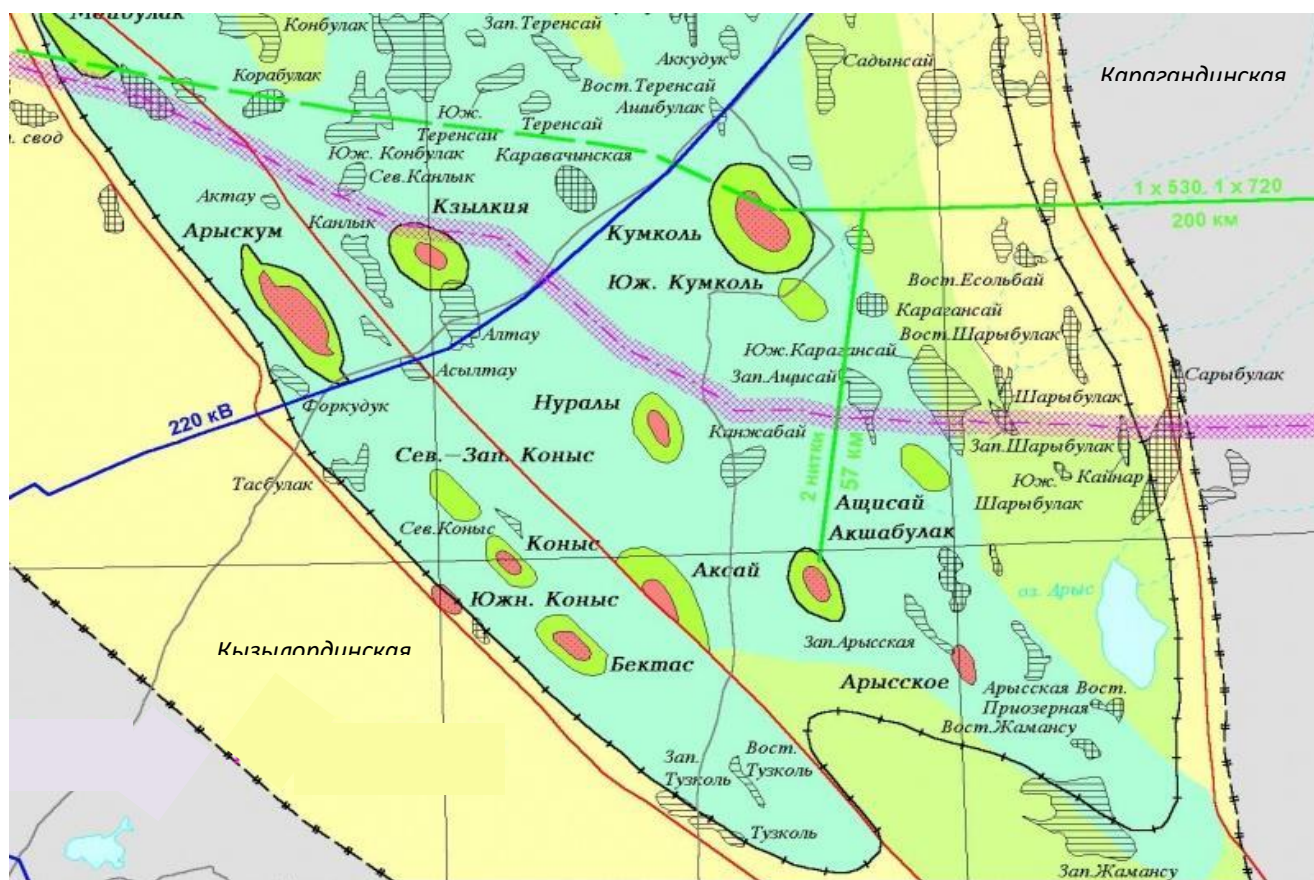 Майбулак
Конбулак
Зап.Теренсай
Аккудук
Садынсай
Карагандинская
Корабулак
Вост.Теренсай
Ашибулак
Юж.
Теренсай
Теренсай
. свод
Юж. Конбулак
Каравачинская
Сев.Канлык
1 x 530, 1 x 720
200 км
Актау
Кзылкия
Канлык
Арыскум
Кумколь
Юж. Кумколь
Вост.Есольбай
Карагансай
Вост.Шарыбулак
Алтау
Юж.Карагансай
Зап.Ащисай
Асылтау
Сарыбулак
Форкудук
220 кВ
Нуралы
Шарыбулак
Канжабай
Зап.Шарыбулак
Сев.—Зап. Коныс
Тасбулак
2 нитки
57 км
Юж.
Шарыбулак
Кайнар
Ащисай
Акшабулак
Сев.Коныс
Коныс
Аксай
оз. Арыс
Южн. Коныс
Зап.Арысская
Кызылординская
Бектас
Арысское
Арысская Вост.
Приозерная
Вост.Жамансу
Зап.
Тузколь
Вост.
Тузколь
Тузколь
Зап.Жамансу